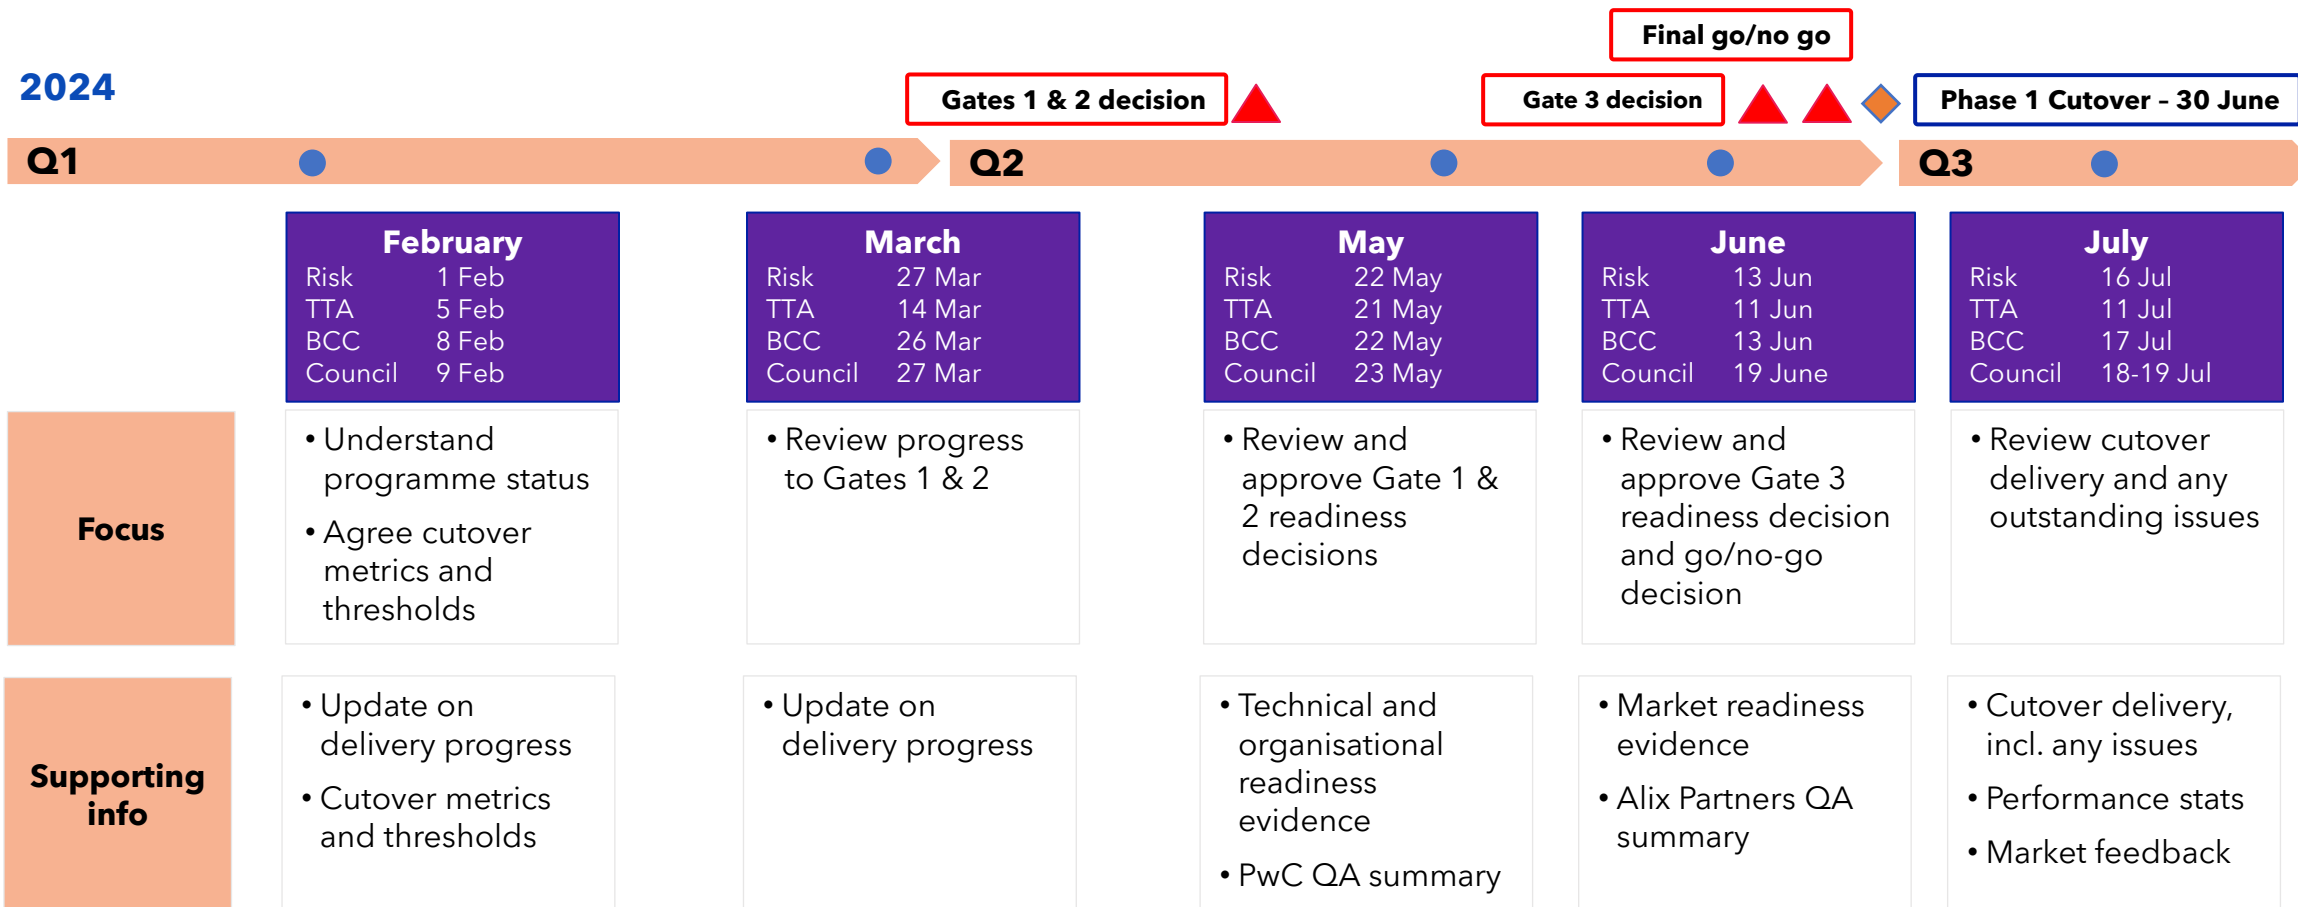 Final go/no go
2024
Gates 1 & 2 decision
Gate 3 decision
Phase 1 Cutover – 30 June
Q1
Q2
Q3
February
Risk 1 Feb
TTA 5 Feb
BCC 8 Feb
Council 9 Feb
March
Risk 27 Mar
TTA 14 Mar
BCC 26 Mar
Council 27 Mar
May
Risk 22 May
TTA 21 May
BCC 22 May
Council 23 May
June
Risk 13 Jun
TTA 11 Jun
BCC 13 Jun
Council 19 June
July
Risk 16 Jul
TTA 11 Jul
BCC 17 Jul
Council 18-19 Jul
Focus
• Understand
programme status
• Agree cutover
metrics and
thresholds
• Review progress
to Gates 1 & 2
• Review and
approve Gate 1 &
2 readiness
decisions
• Review and
approve Gate 3
readiness decision
and go/no-go
decision
• Review cutover
delivery and any
outstanding issues
Supporting
info
• Update on
delivery progress
• Cutover metrics
and thresholds
• Update on
delivery progress
• Technical and
organisational
readiness
evidence
• PwC QA summary
• Market readiness
evidence
• Alix Partners QA
summary
• Cutover delivery,
incl. any issues
• Performance stats
• Market feedback